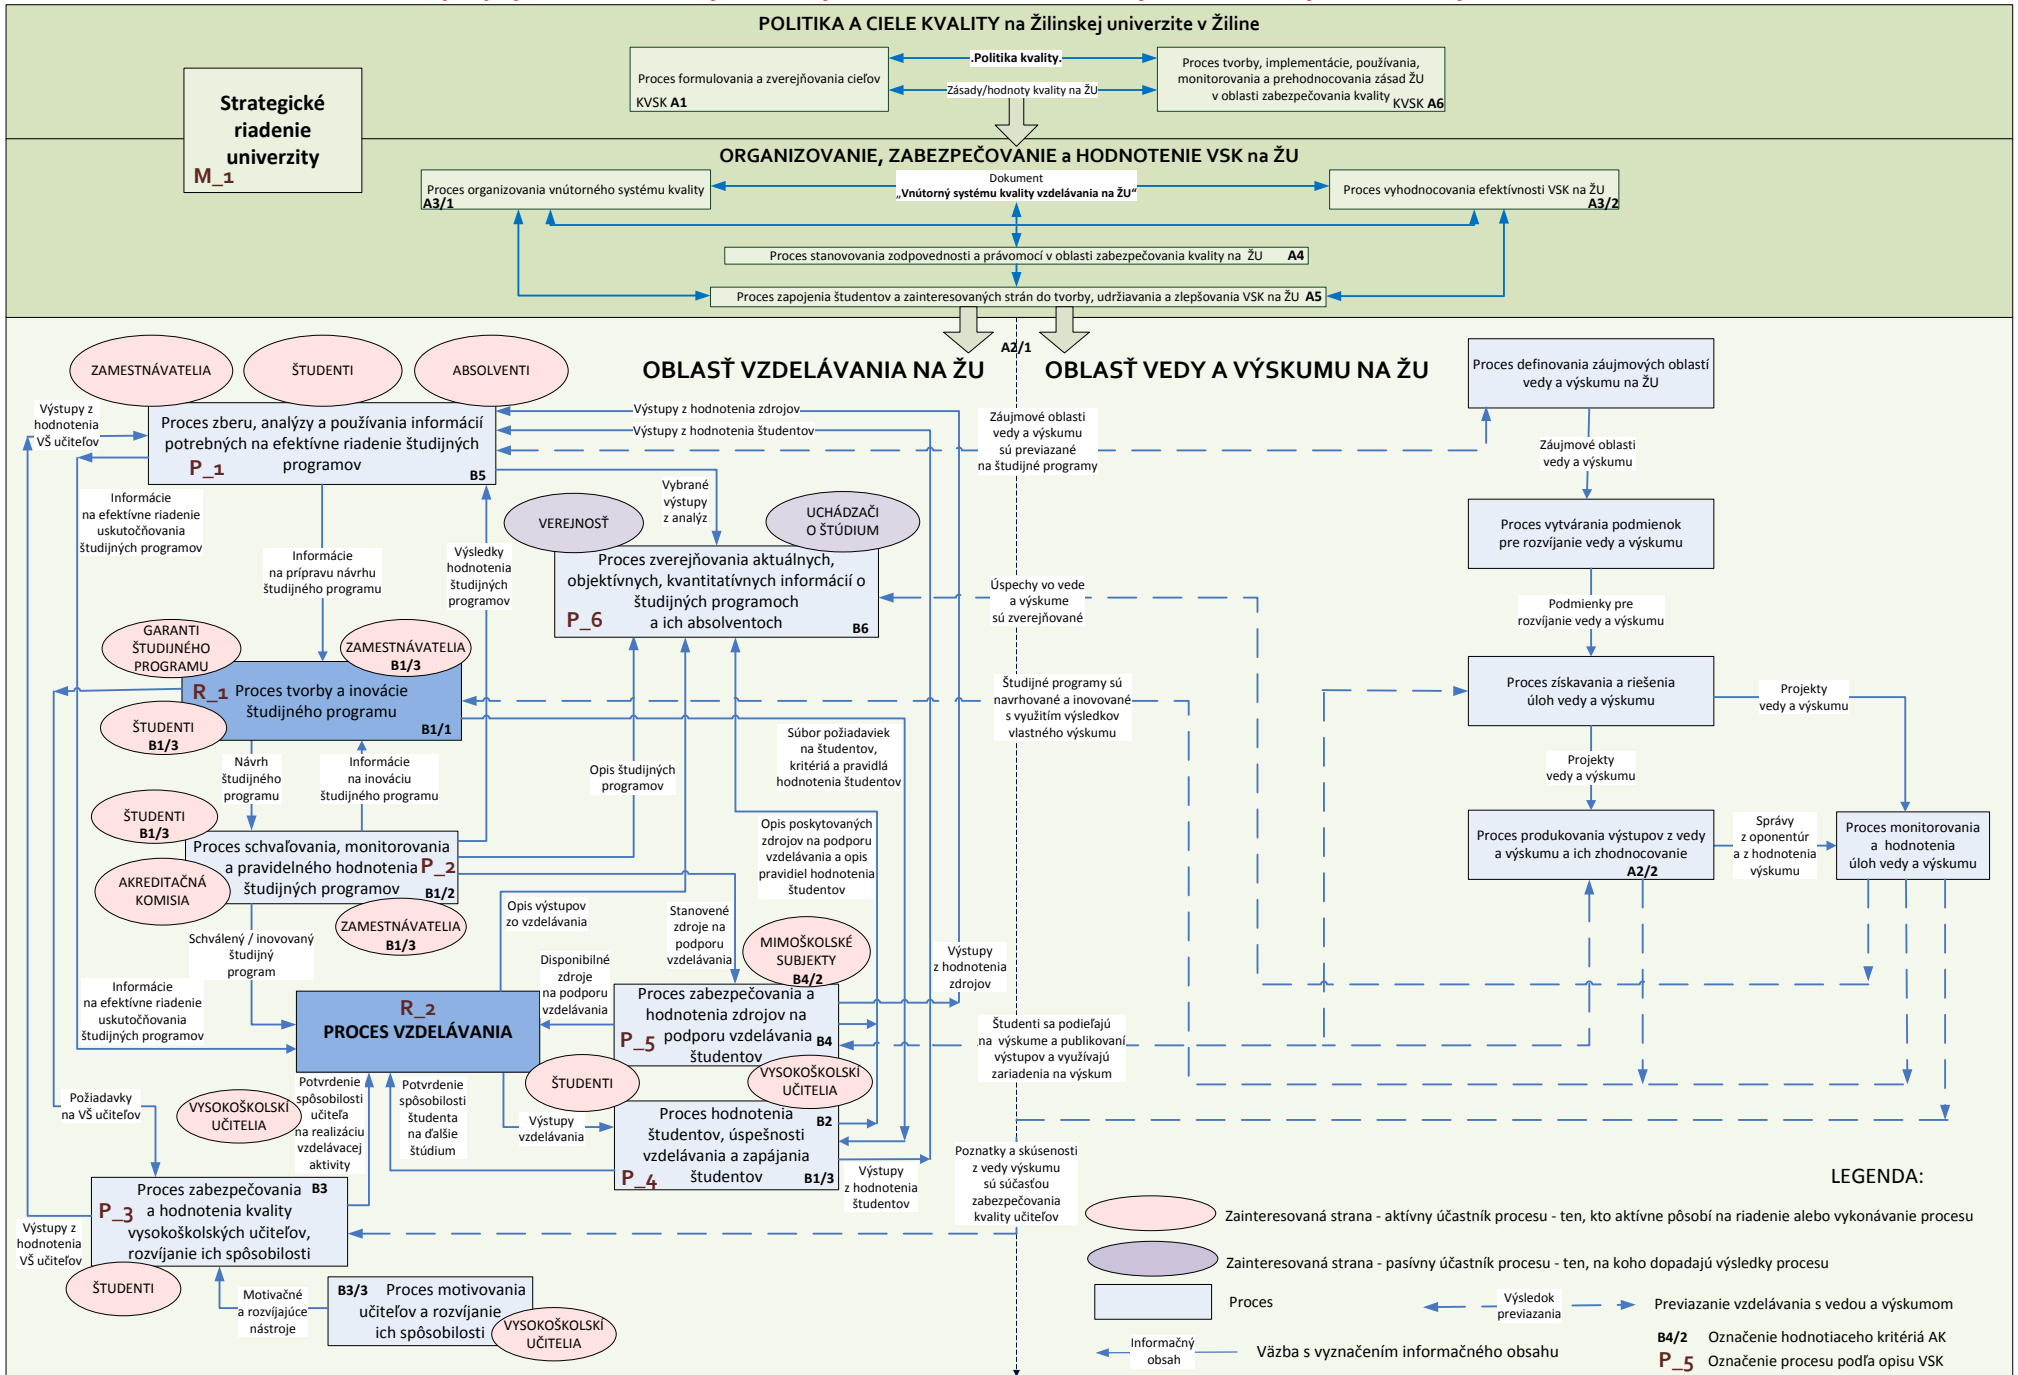 POLITIKA A CIELE KVALITY na Žilinskej univerzite v Žiline
Strategické
riadenie
univerzity
M_1
Proces formulovania a zverejňovania cieľov
KVSK A1
.Politika kvality.
Zásady/hodnoty kvality na ŽU
Proces tvorby, implementácie, používania,
monitorovania a prehodnocovania zásad ŽU
v oblasti zabezpečovania kvality
KVSK A6
ORGANIZOVANIE, ZABEZPEČOVANIE a HODNOTENIE VSK na ŽU
Proces organizovania vnútorného systému kvality
A3/1
Dokument
„Vnútorný systému kvality vzdelávania na ŽU“
Proces vyhodnocovania efektívnosti VSK na ŽU
A3/2
Proces stanovovania zodpovednosti a právomocí v oblasti zabezpečovania kvality na ŽU A4
Proces zapojenia študentov a zainteresovaných strán do tvorby, udržiavania a zlepšovania VSK na ŽU A5
A2/1
OBLASŤ VZDELÁVANIA NA ŽU
OBLASŤ VEDY A VÝSKUMU NA ŽU
ZAMESTNÁVATELIA
ŠTUDENTI
ABSOLVENTI
Výstupy z
hodnotenia
VŠ učiteľov
Proces zberu, analýzy a používania informácií
potrebných na efektívne riadenie študijných
programov
P_1
B5
Výstupy z hodnotenia zdrojov
Výstupy z hodnotenia študentov
Záujmové oblasti
vedy a výskumu
sú previazané
na študijné programy
Proces definovania záujmových oblastí
vedy a výskumu na ŽU
Záujmové oblasti
vedy a výskumu
Informácie
na efektívne riadenie
uskutočňovania
študijných programov
Informácie
na prípravu návrhu
študijného programu
Výsledky
hodnotenia
študijných
programov
Vybrané
výstupy
z analýz
VEREJNOSŤ
UCHÁDZAČI
O ŠTÚDIUM
Proces zverejňovania aktuálnych,
objektívnych, kvantitatívnych informácií o
študijných programoch
a ich absolventoch
P_6
B6
Úspechy vo vede
a výskume
sú zverejňované
Proces vytvárania podmienok
pre rozvíjanie vedy a výskumu
Podmienky pre
rozvíjanie vedy a výskumu
GARANTI
ŠTUDIJNÉHO
PROGRAMU
ZAMESTNÁVATELIA
B1/3
R_1
Proces tvorby a inovácie
študijného programu
B1/1
ŠTUDENTI
B1/3
Študijné programy sú
navrhované a inovované
s využitím výsledkov
vlastného výskumu
Proces získavania a riešenia
úloh vedy a výskumu
Projekty
vedy a výskumu
Projekty
vedy a výskumu
Súbor požiadaviek
na študentov,
kritériá a pravidlá
hodnotenia študentov
Návrh
študijného
programu
Informácie
na inováciu
študijného programu
Opis študijných
programov
ŠTUDENTI
B1/3
Proces schvaľovania, monitorovania
a pravidelného hodnotenia
študijných programov
P_2
B1/2
AKREDITAČNÁ
KOMISIA
ZAMESTNÁVATELIA
B1/3
Opis poskytovaných
zdrojov na podporu
vzdelávania a opis
pravidiel hodnotenia
študentov
Proces produkovania výstupov z vedy
a výskumu a ich zhodnocovanie
A2/2
Správy
z oponentúr
a z hodnotenia
výskumu
Proces monitorovania
a hodnotenia
úloh vedy a výskumu
Schválený / inovovaný
študijný
program
Opis výstupov
zo vzdelávania
Stanovené
zdroje na
podporu
vzdelávania
MIMOŠKOLSKÉ
SUBJEKTY
B4/2
Výstupy
z hodnotenia
zdrojov
Disponibilné
zdroje
na podporu
vzdelávania
Informácie
na efektívne riadenie
uskutočňovania
študijných programov
R_2
PROCES VZDELÁVANIA
Proces zabezpečovania a
hodnotenia zdrojov na
podporu vzdelávania
študentov
P_5
B4
Študenti sa podieľajú
na výskume a publikovaní
výstupov a využívajú
zariadenia na výskum
ŠTUDENTI
VYSOKOŠKOLSKÍ
UČITELIA
Požiadavky
na VŠ učiteľov
VYSOKOŠKOLSKÍ
UČITELIA
Potvrdenie
spôsobilosti
učiteľa
na realizáciu
vzdelávacej
aktivity
Potvrdenie
spôsobilosti
študenta
na ďalšie
štúdium
Výstupy
vzdelávania
Proces hodnotenia
študentov, úspešnosti
vzdelávania a zapájania
študentov
P_4
B2
B1/3
Výstupy
z hodnotenia
študentov
Poznatky a skúsenosti
z vedy výskumu
sú súčasťou
zabezpečovania
kvality učiteľov
Proces zabezpečovania
a hodnotenia kvality
vysokoškolských učiteľov,
rozvíjanie ich spôsobilosti
P_3
B3
Výstupy z
hodnotenia
VŠ učiteľov
ŠTUDENTI
Motivačné
a rozvíjajúce
nástroje
B3/3 Proces motivovania
učiteľov a rozvíjanie
ich spôsobilosti
VYSOKOŠKOLSKÍ
UČITELIA
LEGENDA:
Zainteresovaná strana - aktívny účastník procesu - ten, kto aktívne pôsobí na riadenie alebo vykonávanie procesu
Zainteresovaná strana - pasívny účastník procesu - ten, na koho dopadajú výsledky procesu
Proces
Výsledok
previazania
Previazanie vzdelávania s vedou a výskumom
Informačný
obsah
Väzba s vyznačením informačného obsahu
B4/2 Označenie hodnotiaceho kritériá AK
P_5 Označenie procesu podľa opisu VSK